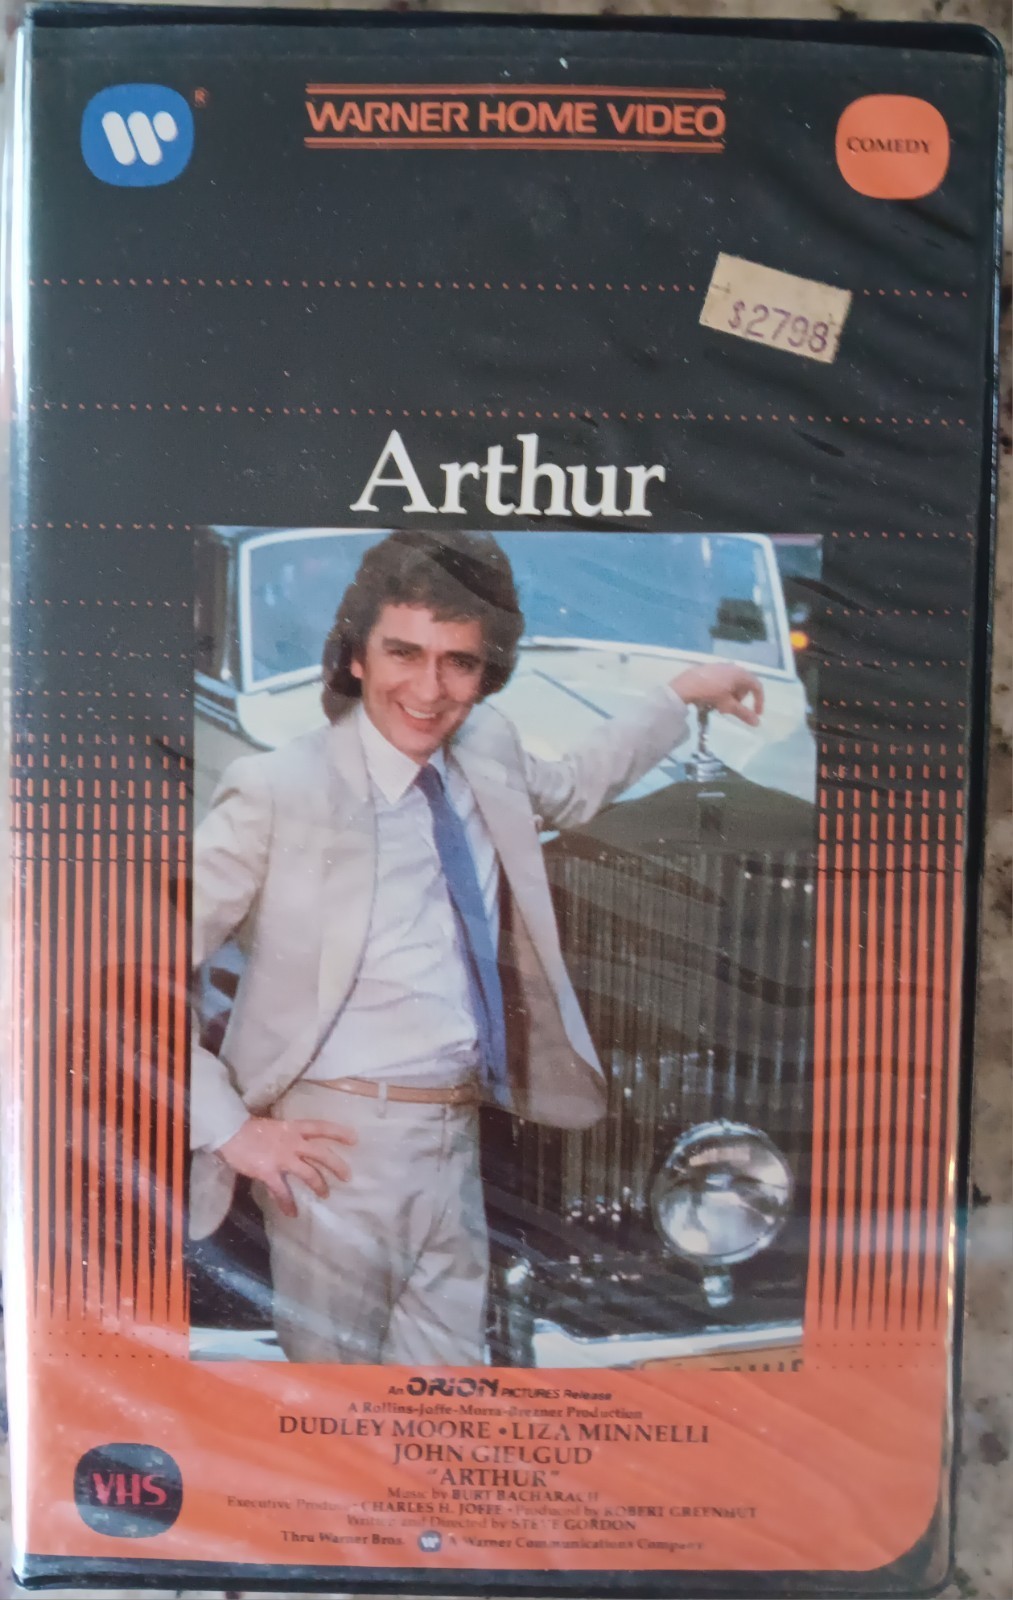 WARNER HOME VIDEO
COMEDY
$2798
Arthur
An ORION PICTURES Release
A Rollins-Joffe-Morra-Brezner Production
DUDLEY MOORE • LIZA MINNELLI
JOHN GIELGUD
"ARTHUR"
Music by BURT BACHARACH
Executive CHARLES H. JOFFE • Produced by ROBERT GREENHUT
Written and Directed by STEVE GORDON
Thru Warner Bros. A Warner Communications Company
VHS